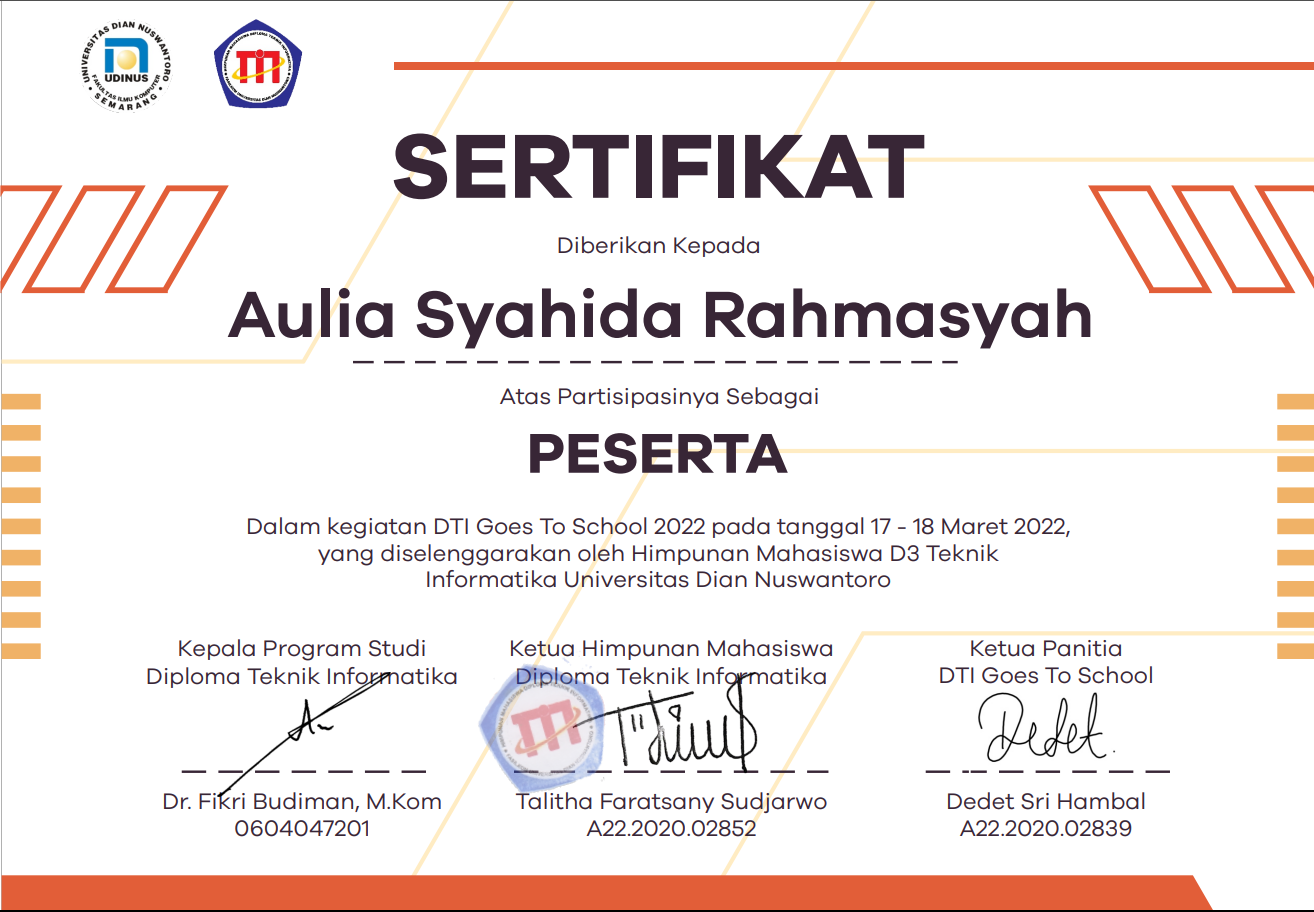 UNIVERSITAS DIAN NUSWANTORO
UDINUS
FAKULTAS ILMU KOMPUTER
SEMARANG
SERTIFIKAT
Diberikan Kepada
Aulia Syahida Rahmasyah
Atas Partisipasinya Sebagai
PESERTA
Dalam kegiatan DTI Goes To School 2022 pada tanggal 17 - 18 Maret 2022,
yang diselenggarakan oleh Himpunan Mahasiswa D3 Teknik
Informatika Universitas Dian Nuswantoro
Kepala Program Studi
Diploma Teknik Informatika
Dr. Fikri Budiman, M.Kom
0604047201
Ketua Himpunan Mahasiswa
Diploma Teknik Informatika
Talitha Faratsany Sudjarwo
A22.2020.02852
Ketua Panitia
DTI Goes To School
Dedet.
Dedet Sri Hambal
A22.2020.02839